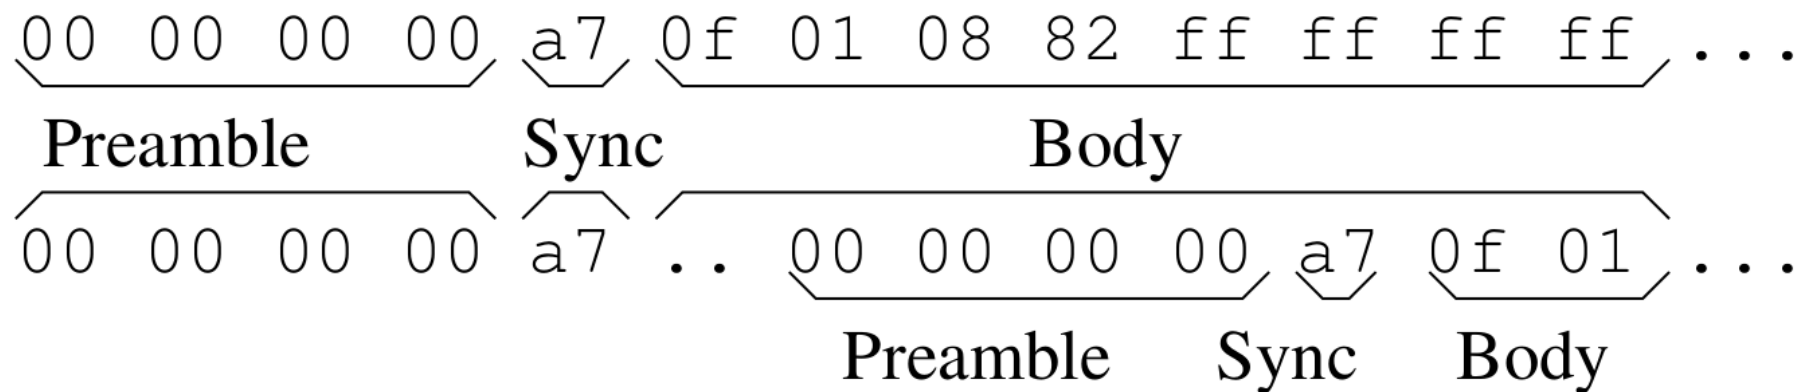 00 00 00 00 a7 0f 01 08 82 ff ff ff ff ...
Preamble Sync Body
00 00 00 00 a7 .. 00 00 00 00 a7 0f 01 ...
Preamble Sync Body